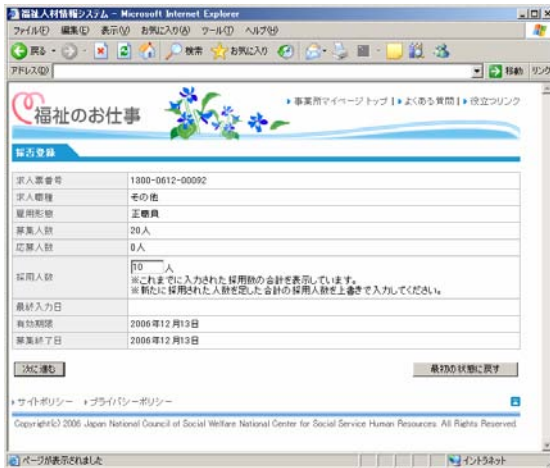 福祉人材情報システム - Microsoft Internet Explorer
ファイル(F) 編集(E) 表示(V) お気に入り(A) ツール(T) ヘルプ(H)
戻る 検索 お気に入り
アドレス(D) 移動 リンク
福祉のお仕事
事業所マイページトップ | よくある質問 | 役立つリンク
採否登録
求人票番号 1300-0612-00092
求人職種 その他
雇用形態 正職員
募集人数 20人
応募人数 0人
採用人数 10 人
※これまでに入力された採用数の合計を表示しています。
※新たに採用された人数を足した合計の採用人数を上書きで入力してください。
最終入力日
有効期限 2006年12月13日
募集終了日 2006年12月13日
次に進む 最初の状態に戻す
サイトポリシー プライバシーポリシー
Copyright(c) 2006 Japan National Council of Social Welfare National Center for Social Service Human Resources. All Rights Reserved.
ページが表示されました イントラネット